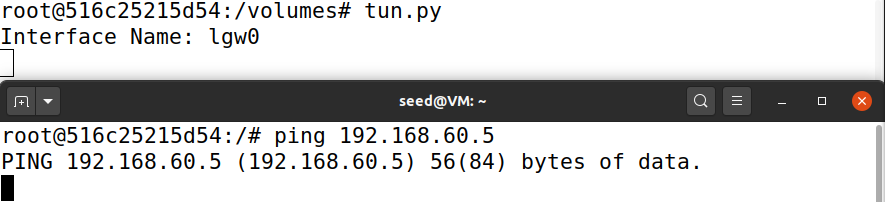 root@516c25215d54:/volumes# tun.py
Interface Name: lgw0
seed@VM: ~
root@516c25215d54:/# ping 192.168.60.5
PING 192.168.60.5 (192.168.60.5) 56(84) bytes of data.